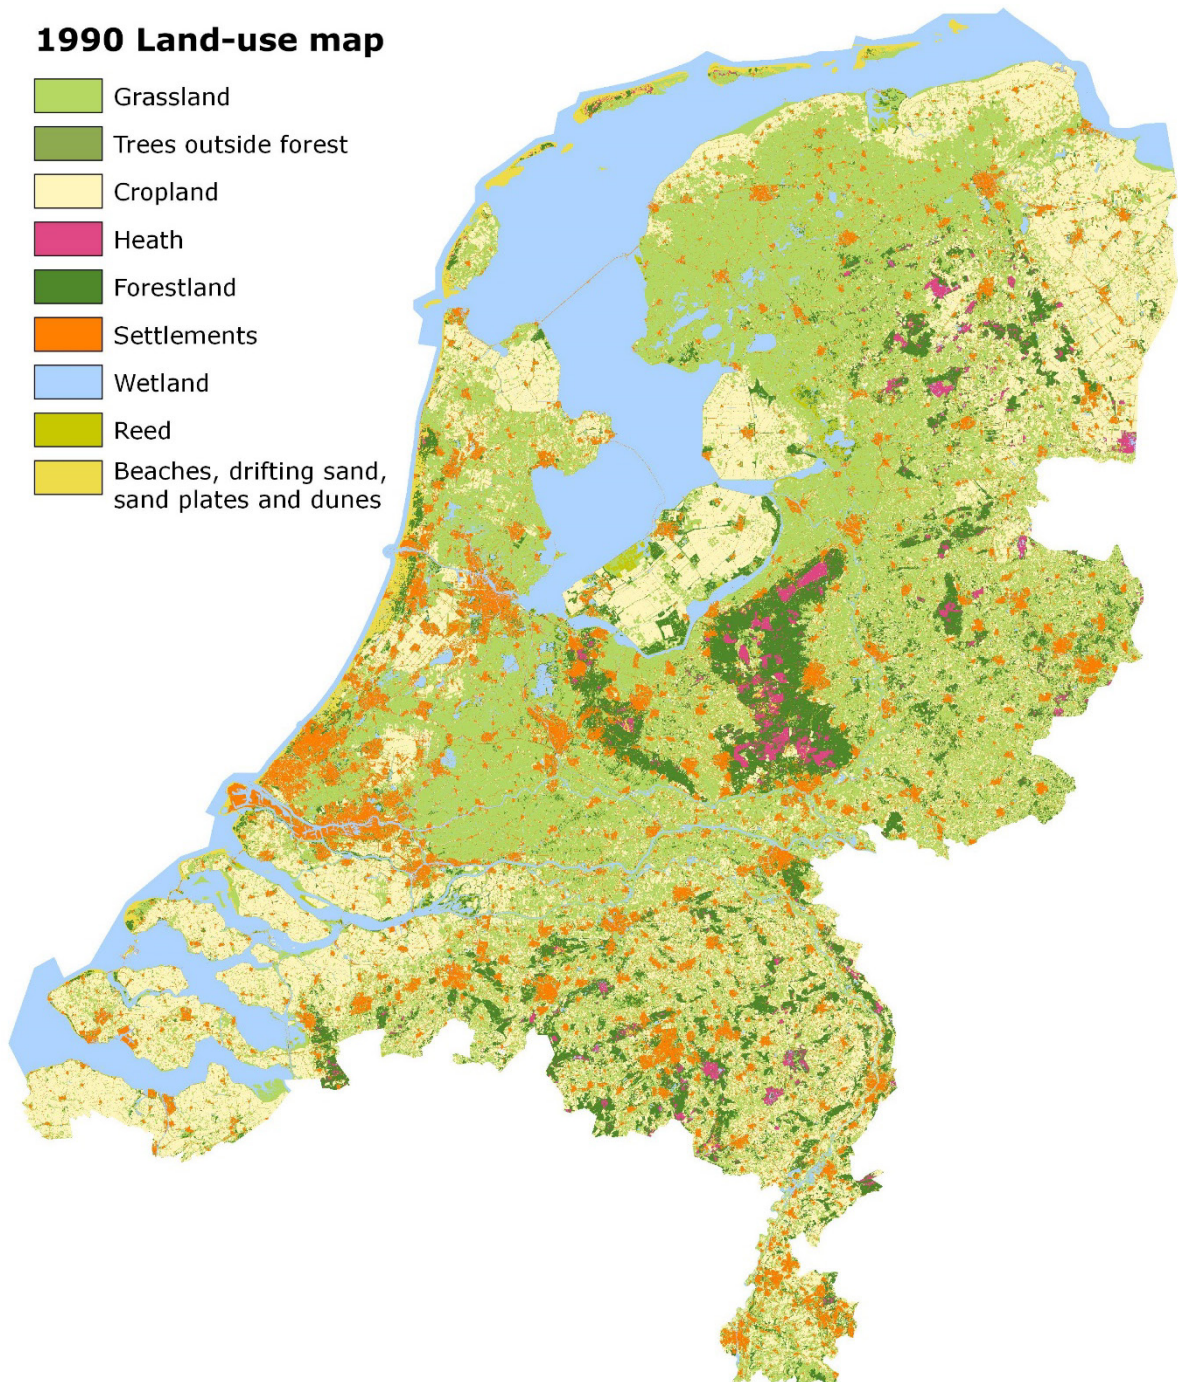 1990 Land-use map
Grassland
Trees outside forest
Cropland
Heath
Forestland
Settlements
Wetland
Reed
Beaches, drifting sand,
sand plates and dunes